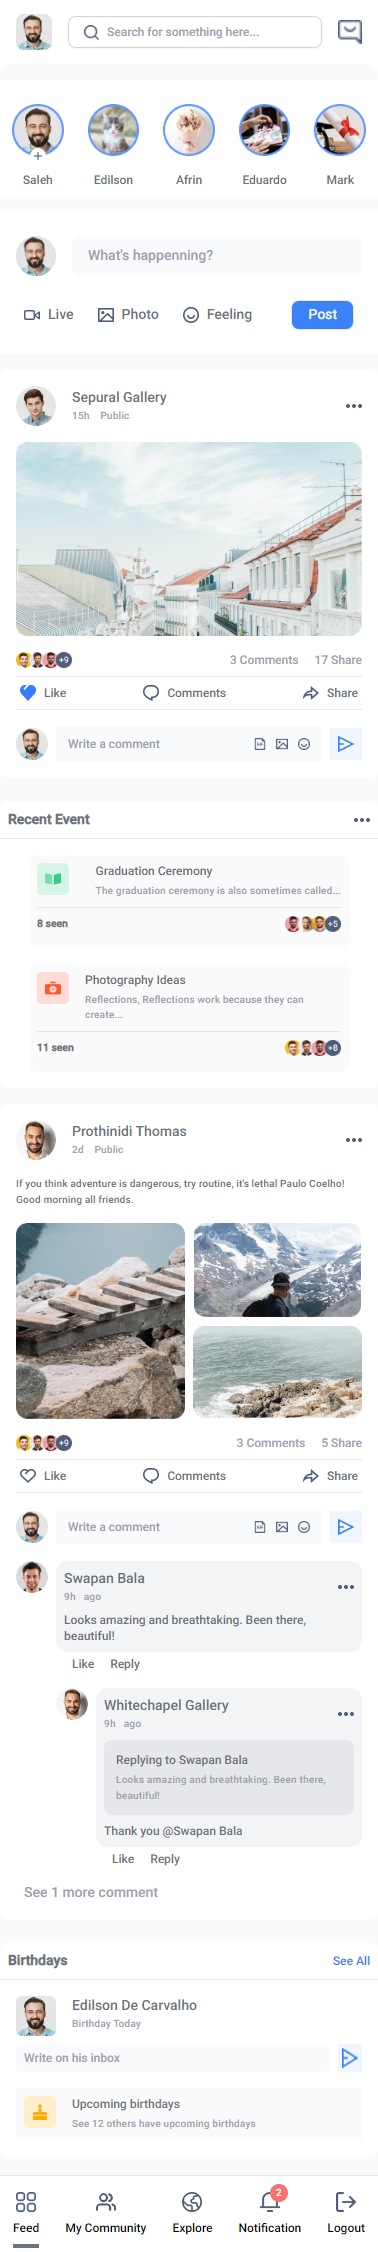 Search for something here...
Saleh Edilson Afrin Eduardo Mark
What's happenning?
Live Photo Feeling Post
Sepural Gallery
15h Public
+9 3 Comments 17 Share
Like Comments Share
Write a comment
Recent Event
Graduation Ceremony
The graduation ceremony is also sometimes called...
8 seen +5
Photography Ideas
Reflections, Reflections work because they can
create...
11 seen +8
Prothinidi Thomas
2d Public
If you think adventure is dangerous, try routine, it's lethal Paulo Coelho!
Good morning all friends.
+9 3 Comments 5 Share
Like Comments Share
Write a comment
Swapan Bala
9h ago
Looks amazing and breathtaking. Been there,
beautiful!
Like Reply
Whitechapel Gallery
9h ago
Replying to Swapan Bala
Looks amazing and breathtaking. Been there,
beautiful!
Thank you @Swapan Bala
Like Reply
See 1 more comment
Birthdays See All
Edilson De Carvalho
Birthday Today
Write on his inbox
Upcoming birthdays
See 12 others have upcoming birthdays
2
Feed My Community Explore Notification Logout